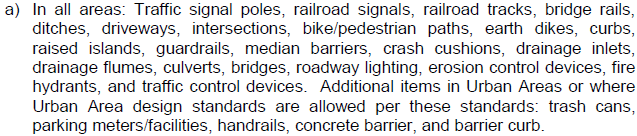 a) In all areas: Traffic signal poles, railroad signals, railroad tracks, bridge rails,
ditches, driveways, intersections, bike/pedestrian paths, earth dikes, curbs,
raised islands, guardrails, median barriers, crash cushions, drainage inlets,
drainage flumes, culverts, bridges, roadway lighting, erosion control devices, fire
hydrants, and traffic control devices.  Additional items in Urban Areas or where
Urban Area design standards are allowed per these standards: trash cans,
parking meters/facilities, handrails, concrete barrier, and barrier curb.